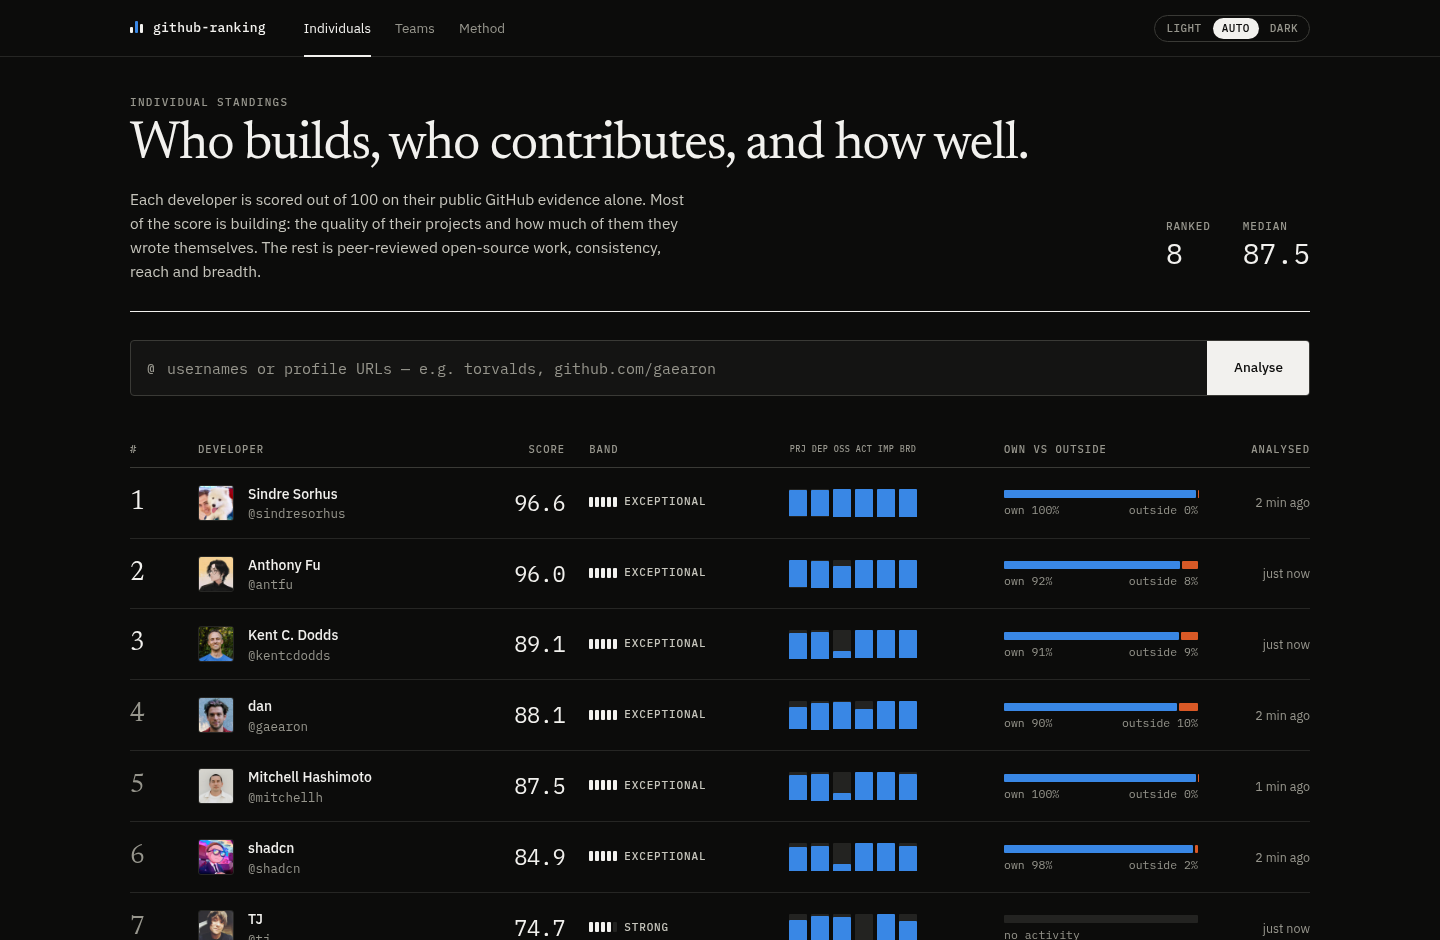 github-ranking
Individuals
Teams
Method
LIGHT
AUTO
DARK
INDIVIDUAL STANDINGS
Who builds, who contributes, and how well.
Each developer is scored out of 100 on their public GitHub evidence alone. Most
of the score is building: the quality of their projects and how much of them they
wrote themselves. The rest is peer-reviewed open-source work, consistency,
reach and breadth.
RANKED
8
MEDIAN
87.5
@ usernames or profile URLs — e.g. torvalds, github.com/gaearon
Analyse
# DEVELOPER SCORE BAND PRJ DEP OSS ACT IMP BRD OWN VS OUTSIDE ANALYSED
1 Sindre Sorhus 96.6 EXCEPTIONAL 2 min ago
@sindresorhus own 100% outside 0%
2 Anthony Fu 96.0 EXCEPTIONAL just now
@antfu own 92% outside 8%
3 Kent C. Dodds 89.1 EXCEPTIONAL just now
@kentcdodds own 91% outside 9%
4 dan 88.1 EXCEPTIONAL 2 min ago
@gaearon own 90% outside 10%
5 Mitchell Hashimoto 87.5 EXCEPTIONAL 1 min ago
@mitchellh own 100% outside 0%
6 shadcn 84.9 EXCEPTIONAL 2 min ago
@shadcn own 98% outside 2%
7 TJ 74.7 STRONG just now
@tj no activity